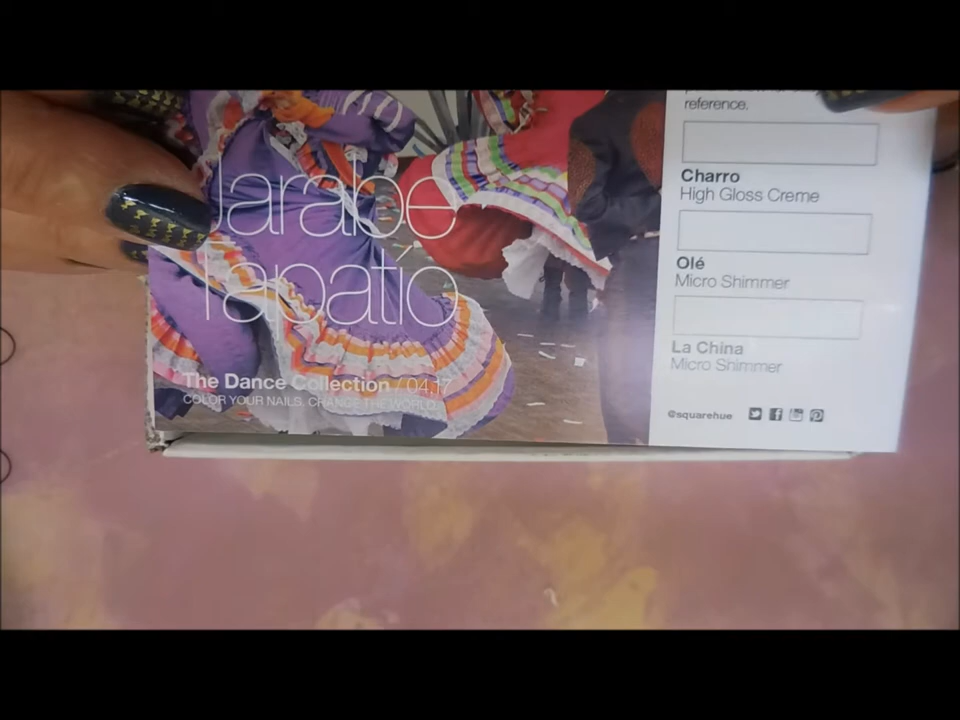 Jarabe
Tapatío
The Dance Collection / 04.17
COLOR YOUR NAILS. CHANGE THE WORLD.
reference.
Charro
High Gloss Creme
Olé
Micro Shimmer
La China
Micro Shimmer
@squarehue